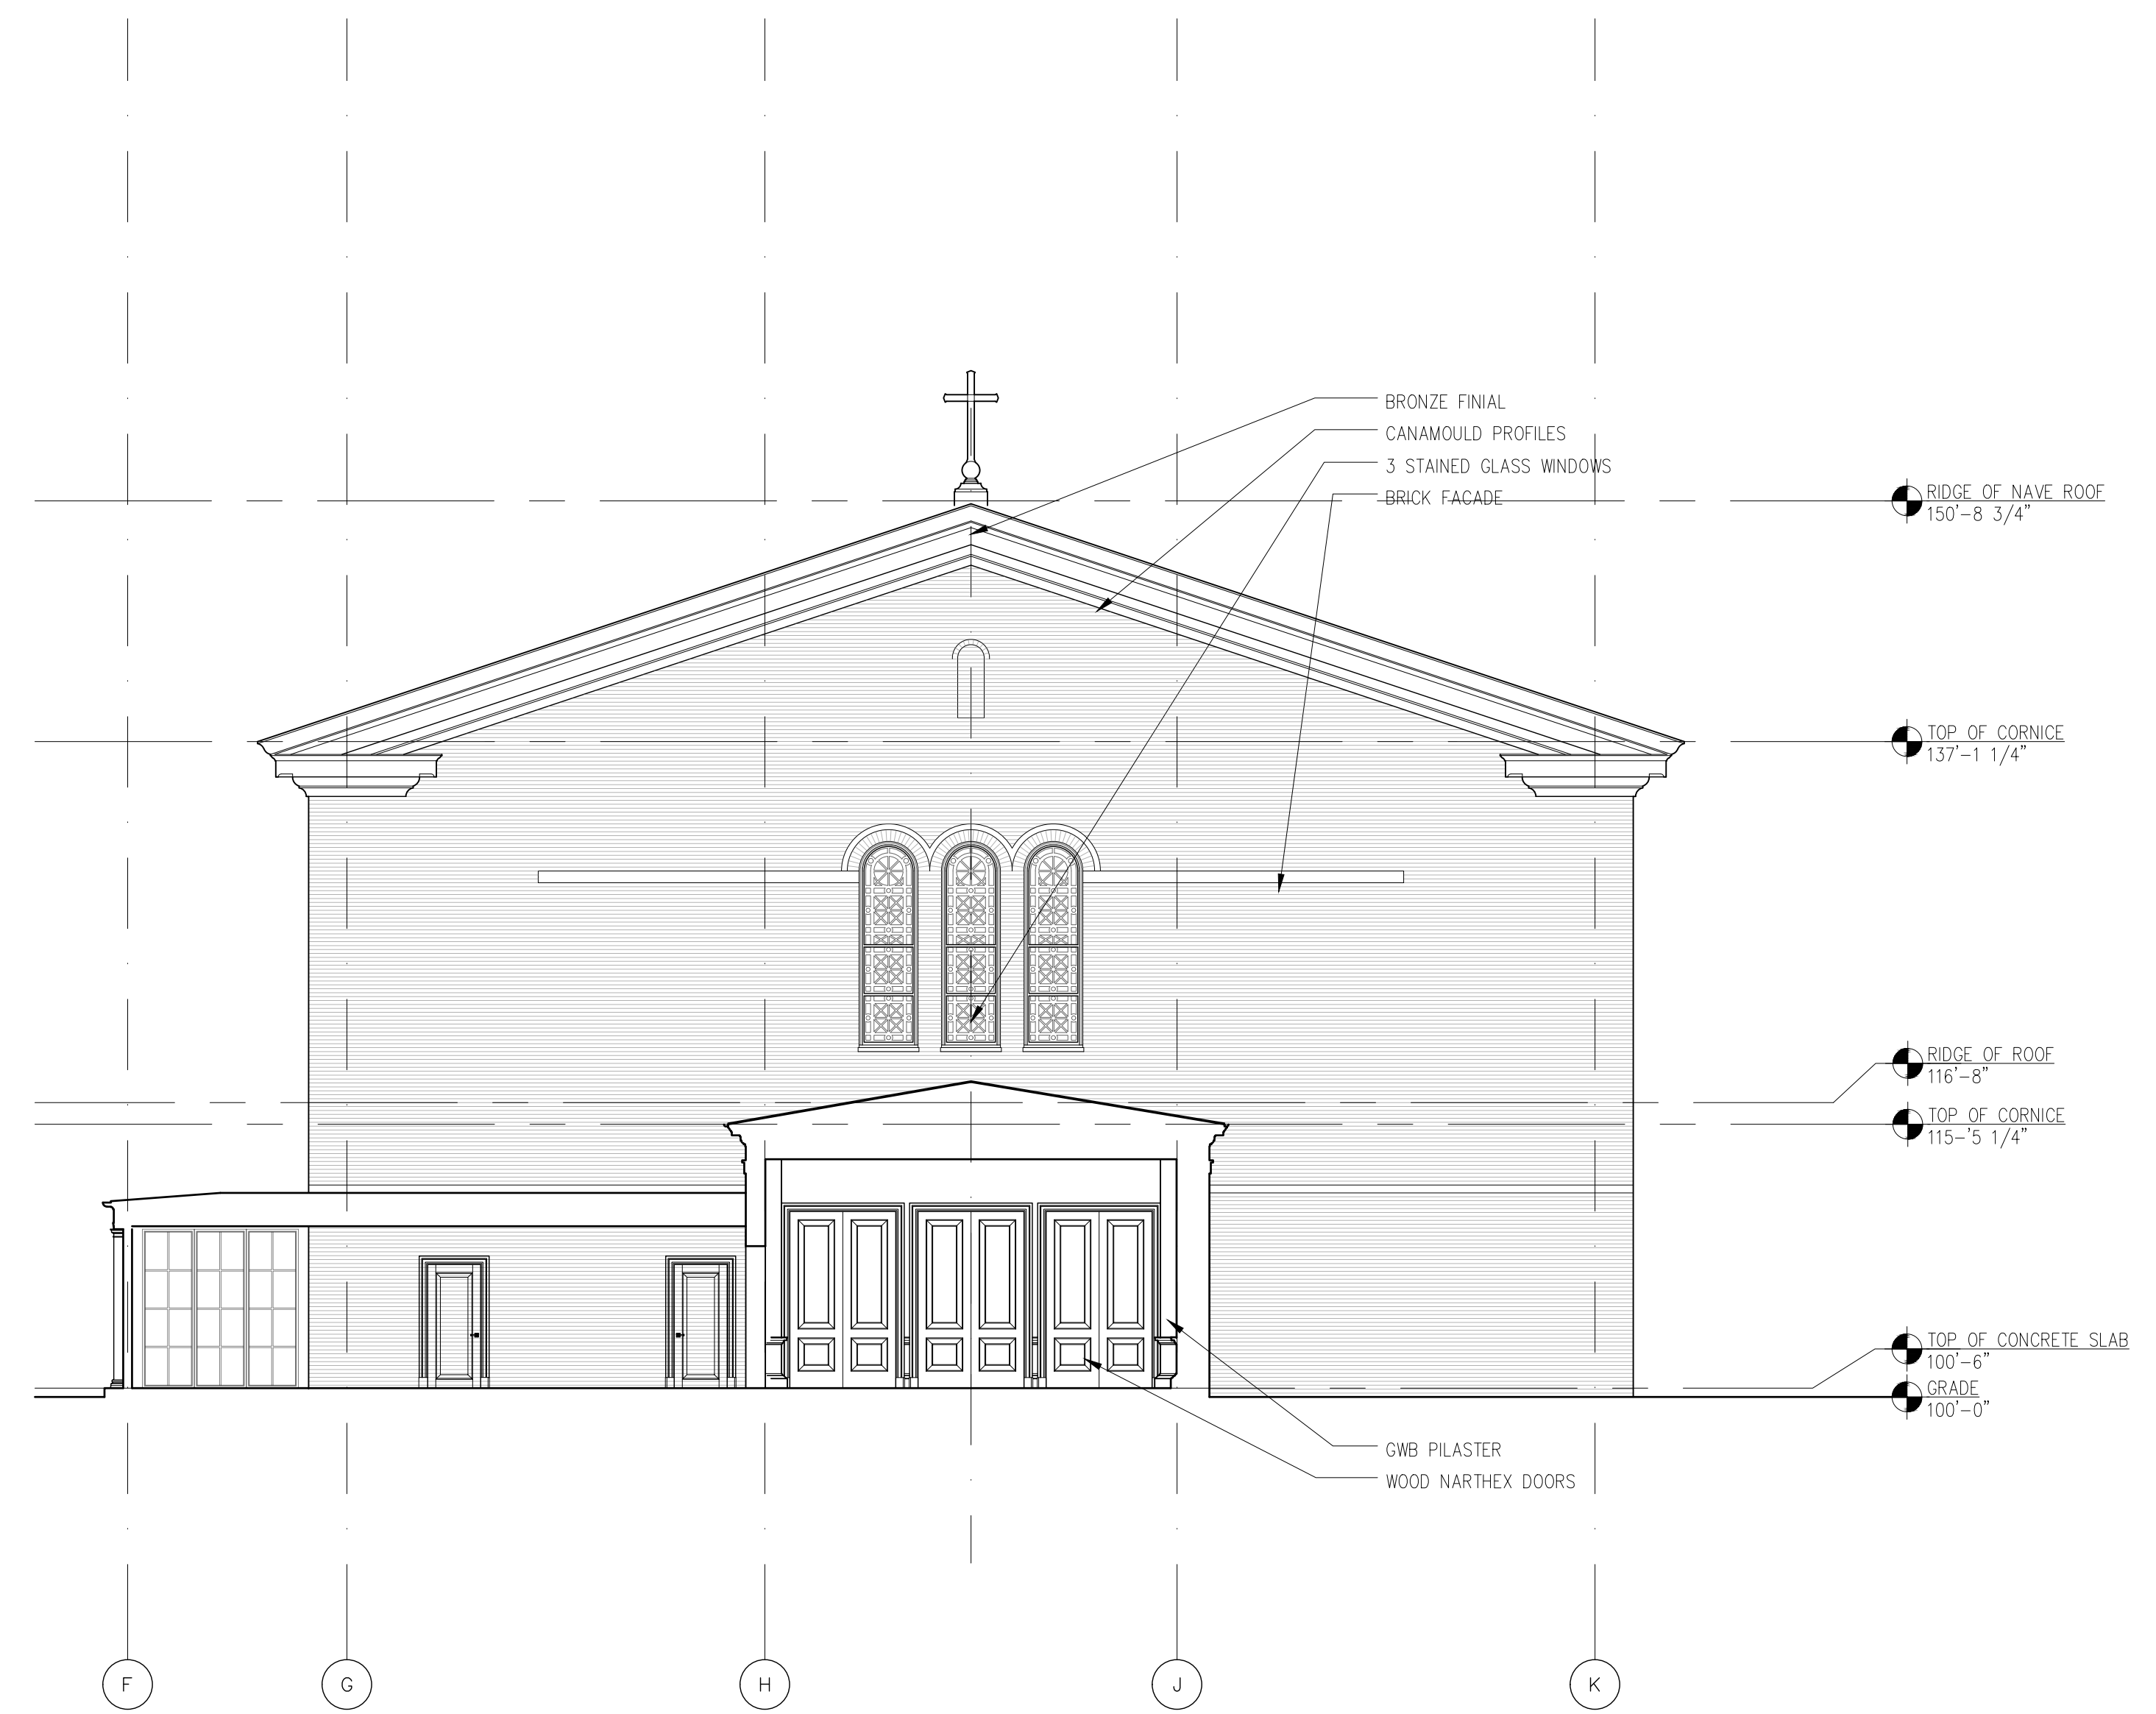 BRONZE FINIAL
CANAMOULD PROFILES
3 STAINED GLASS WINDOWS
BRICK FACADE
RIDGE OF NAVE ROOF
150'-8 3/4"
TOP OF CORNICE
137'-1 1/4"
RIDGE OF ROOF
116'-8"
TOP OF CORNICE
115-'5 1/4"
TOP OF CONCRETE SLAB
100'-6"
GRADE
100'-0"
GWB PILASTER
WOOD NARTHEX DOORS
F G H J K